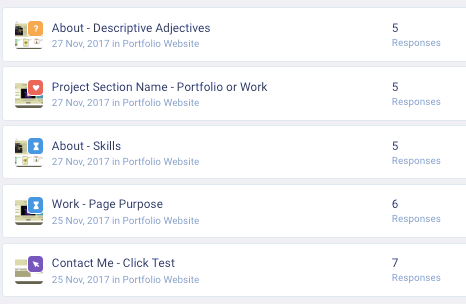 About - Descriptive Adjectives
27 Nov, 2017 in Portfolio Website
5
Responses
Project Section Name - Portfolio or Work
27 Nov, 2017 in Portfolio Website
5
Responses
About - Skills
27 Nov, 2017 in Portfolio Website
5
Responses
Work - Page Purpose
25 Nov, 2017 in Portfolio Website
6
Responses
Contact Me - Click Test
25 Nov, 2017 in Portfolio Website
7
Responses